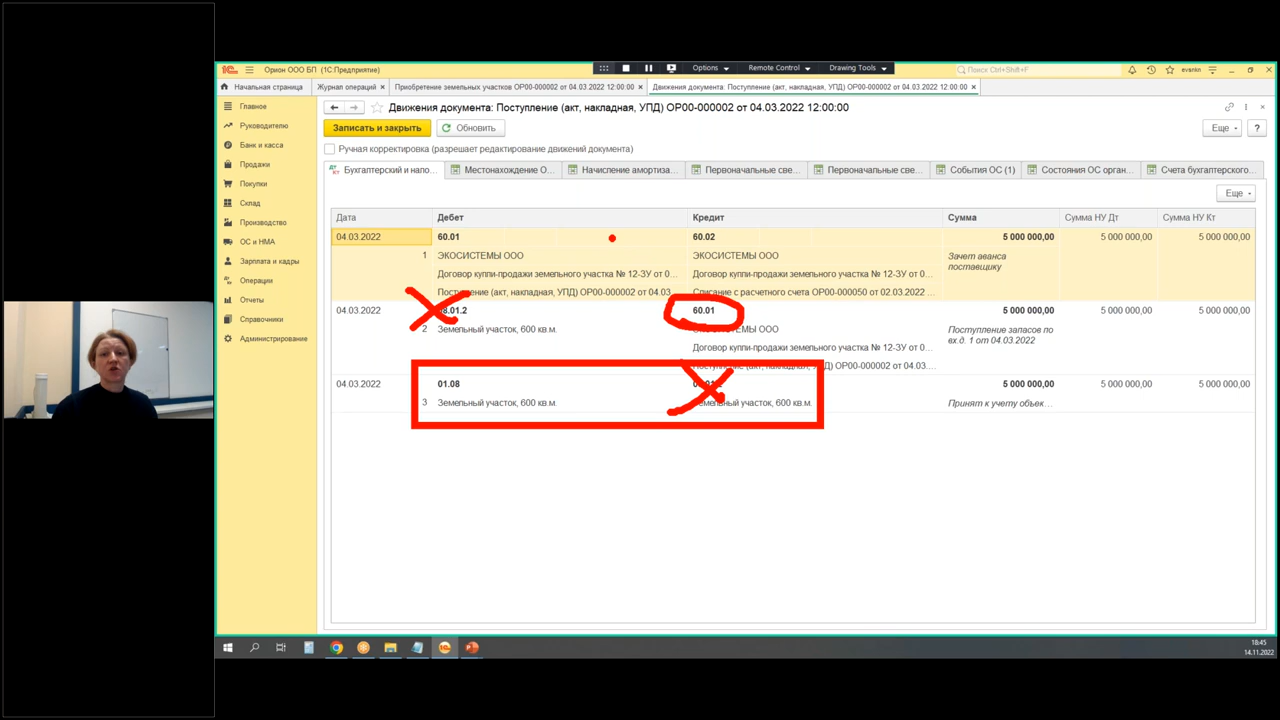 Орион ООО БП (1С:Предприятие)
Options
Remote Control
Drawing Tools
Поиск Ctrl+Shift+F
evankn
Начальная страница
Журнал операций ×
Приобретение земельных участков ОР00-000002 от 04.03.2022 12:00:00 ×
Движения документа: Поступление (акт, накладная, УПД) ОР00-000002 от 04.03.2022 12:00:00 ×
Главное
Руководителю
Банк и касса
Продажи
Покупки
Склад
Производство
ОС и НМА
Зарплата и кадры
Операции
Отчеты
Справочники
Администрирование
Движения документа: Поступление (акт, накладная, УПД) ОР00-000002 от 04.03.2022 12:00:00
Записать и закрыть
Обновить
Еще
?
Ручная корректировка (разрешает редактирование движений документа)
Бухгалтерский и нало...
Местонахождение О...
Начисление амортиза...
Первоначальные све...
Первоначальные све...
События ОС (1)
Состояния ОС орган...
Счета бухгалтерского...
Еще
Дата Дебет Кредит Сумма Сумма НУ Дт Сумма НУ Кт
04.03.2022 60.01 60.02 5 000 000,00 5 000 000,00 5 000 000,00
1 ЭКОСИСТЕМЫ ООО ЭКОСИСТЕМЫ ООО Зачет аванса
поставщику
Договор куппи-продажи земельного участка № 12-ЗУ от 0... Договор куппи-продажи земельного участка № 12-ЗУ от 0...
(акт, накладная, УПД) ОР00-000002 от 04.03. Списание с расчетного счета ОР00-000050 от 02.03.2022 ...
04.03.2022 60.01 5 000 000,00 5 000 000,00 5 000 000,00
2 Земельный участок, 600 кв.м. ООО Поступление запасов по
вх.д. 1 от 04.03.2022
Договор куппи-продажи земельного участка № 12-ЗУ от 0...
04.03.2022 01.08 5 000 000,00 5 000 000,00 5 000 000,00
3 Земельный участок, 600 кв.м. Земельный участок, 600 кв.м. Принят к учету объек...
18:45
14.11.2022